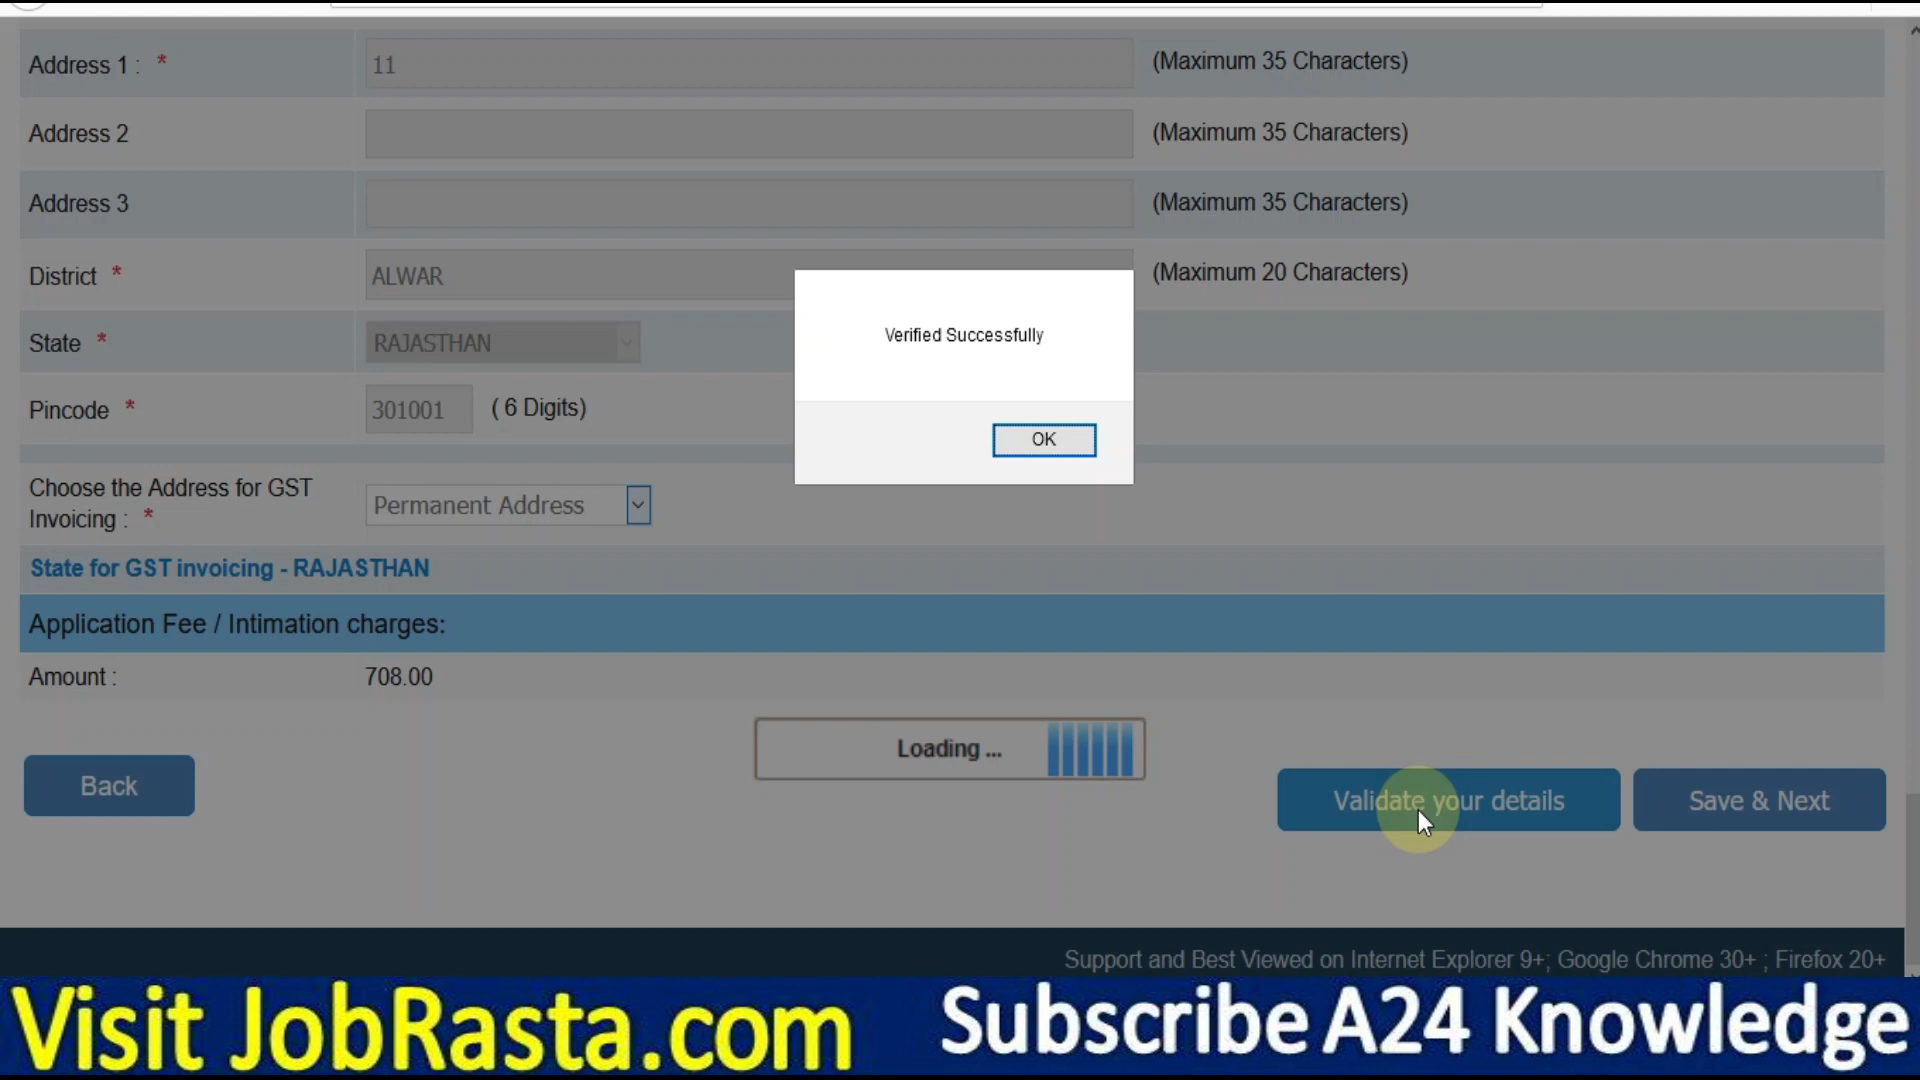 Address 1 : * 11 (Maximum 35 Characters)
Address 2 (Maximum 35 Characters)
Address 3 (Maximum 35 Characters)
District * ALWAR (Maximum 20 Characters)
Verified Successfully
State * RAJASTHAN
Pincode * 301001 ( 6 Digits)
OK
Choose the Address for GST
Invoicing : * Permanent Address
State for GST invoicing - RAJASTHAN
Application Fee / Intimation charges:
Amount : 708.00
Loading ...
Back Validate your details Save & Next
Support and Best Viewed on Internet Explorer 9+; Google Chrome 30+ ; Firefox 20+
Visit JobRasta.com Subscribe A24 Knowledge